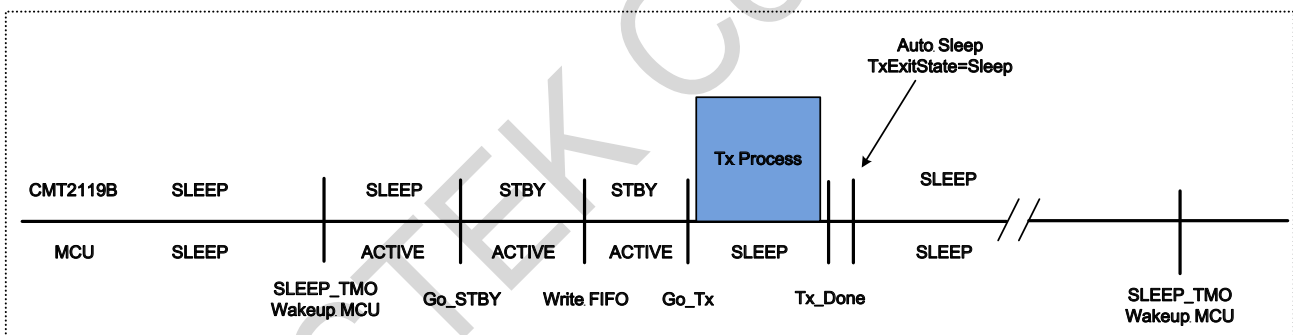 Auto Sleep
TxExitState=Sleep
Tx Process
CMT2119B SLEEP SLEEP STBY STBY SLEEP
MCU SLEEP ACTIVE ACTIVE ACTIVE SLEEP SLEEP
SLEEP_TMO
Wakeup MCU
Go_STBY
Write FIFO
Go_Tx
Tx_Done
SLEEP_TMO
Wakeup MCU